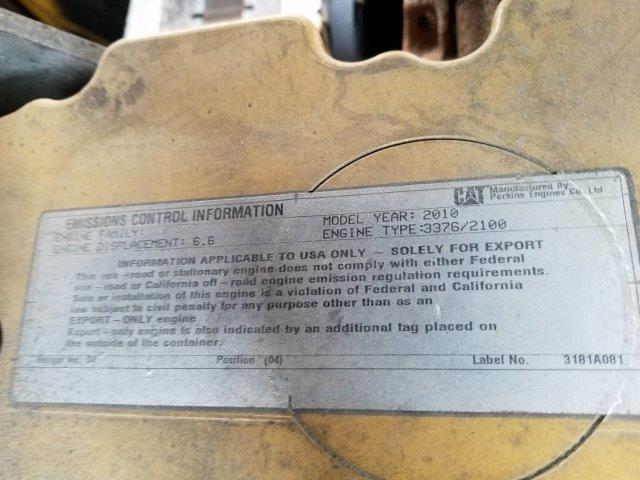 EMISSIONS CONTROL INFORMATION
ENGINE FAMILY:
ENGINE DISPLACEMENT: 6.6
CAT Manufactured By
Perkins Engines Co. Ltd
MODEL YEAR: 2010
ENGINE TYPE:3376/2100
INFORMATION APPLICABLE TO USA ONLY — SOLELY FOR EXPORT
This non-road or stationary engine does not comply with either Federal
non-road or California off-road engine emission regulation requirements.
Sale or installation of this engine is a violation of Federal and California
law subject to civil penalty for any purpose other than as an
EXPORT-ONLY engine
Export-only engine is also indicated by an additional tag placed on
the outside of the container.
Position (04) Label No. 3181A081